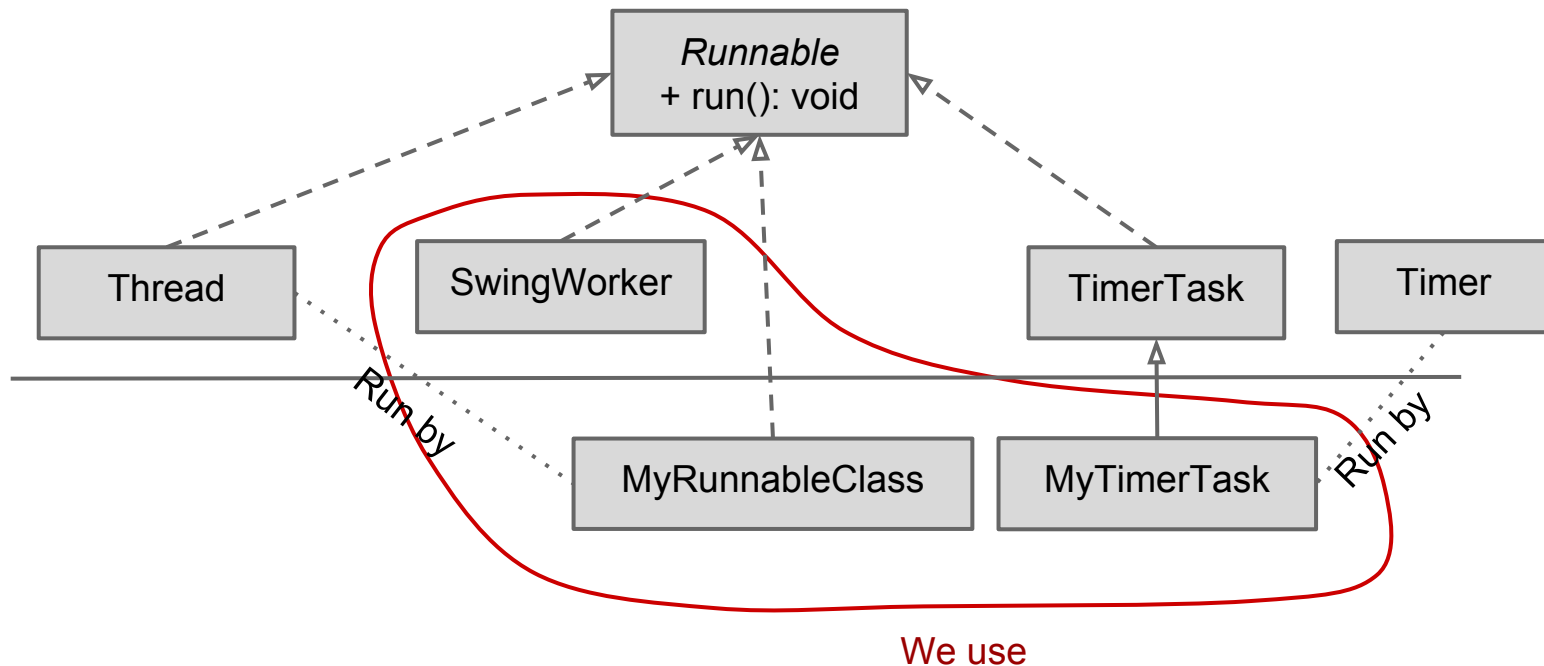 Runnable
+ run(): void
Thread
SwingWorker
TimerTask
Timer
Run by
Run by
MyRunnableClass
MyTimerTask
We use